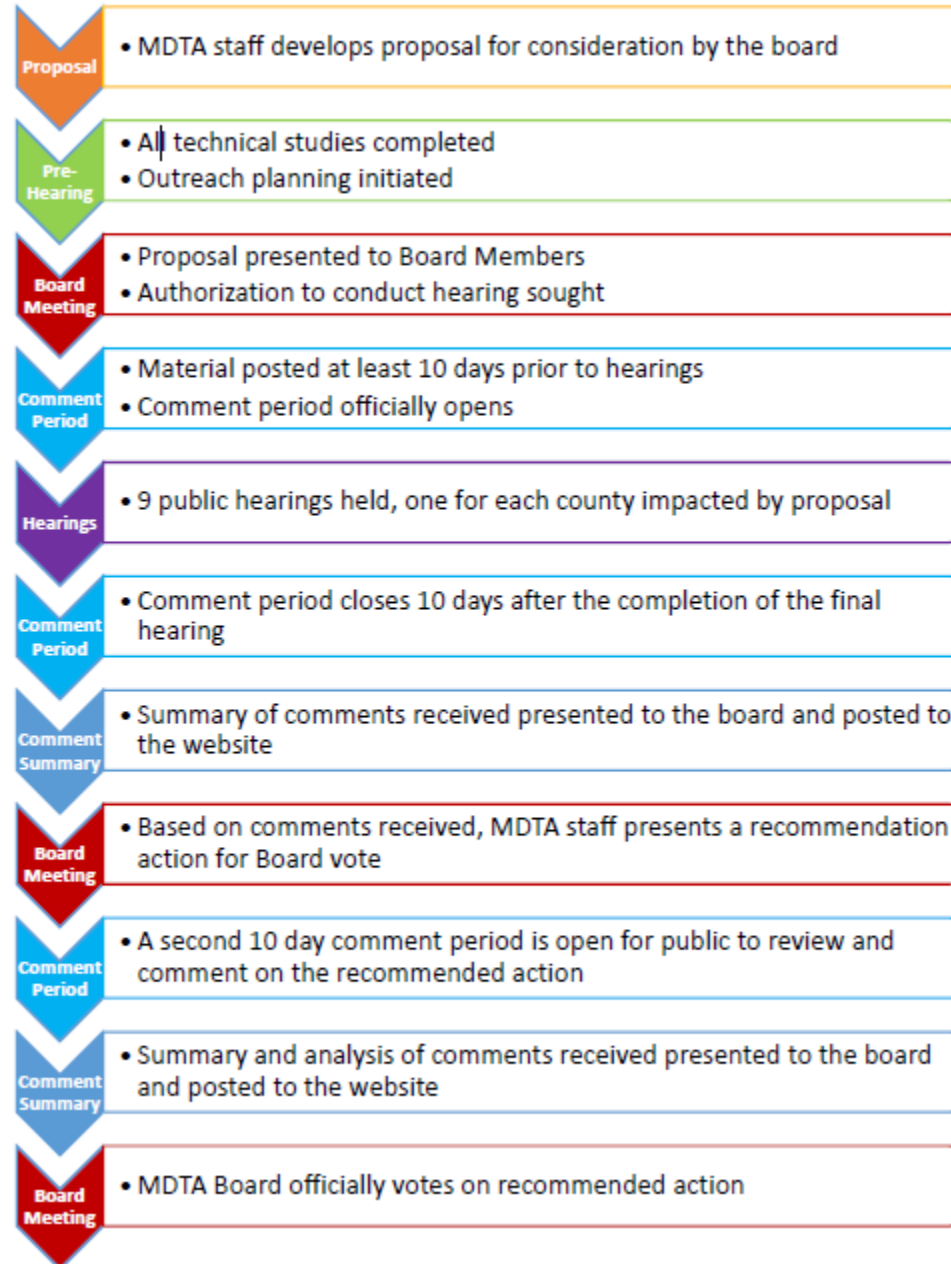 Proposal
• MDTA staff develops proposal for consideration by the board
Pre-
Hearing
• All technical studies completed
• Outreach planning initiated
Board
Meeting
• Proposal presented to Board Members
• Authorization to conduct hearing sought
Comment
Period
• Material posted at least 10 days prior to hearings
• Comment period officially opens
Hearings
• 9 public hearings held, one for each county impacted by proposal
Comment
Period
• Comment period closes 10 days after the completion of the final
hearing
Comment
Summary
• Summary of comments received presented to the board and posted to
the website
Board
Meeting
• Based on comments received, MDTA staff presents a recommendation
action for Board vote
Comment
Period
• A second 10 day comment period is open for public to review and
comment on the recommended action
Comment
Summary
• Summary and analysis of comments received presented to the board
and posted to the website
Board
Meeting
• MDTA Board officially votes on recommended action